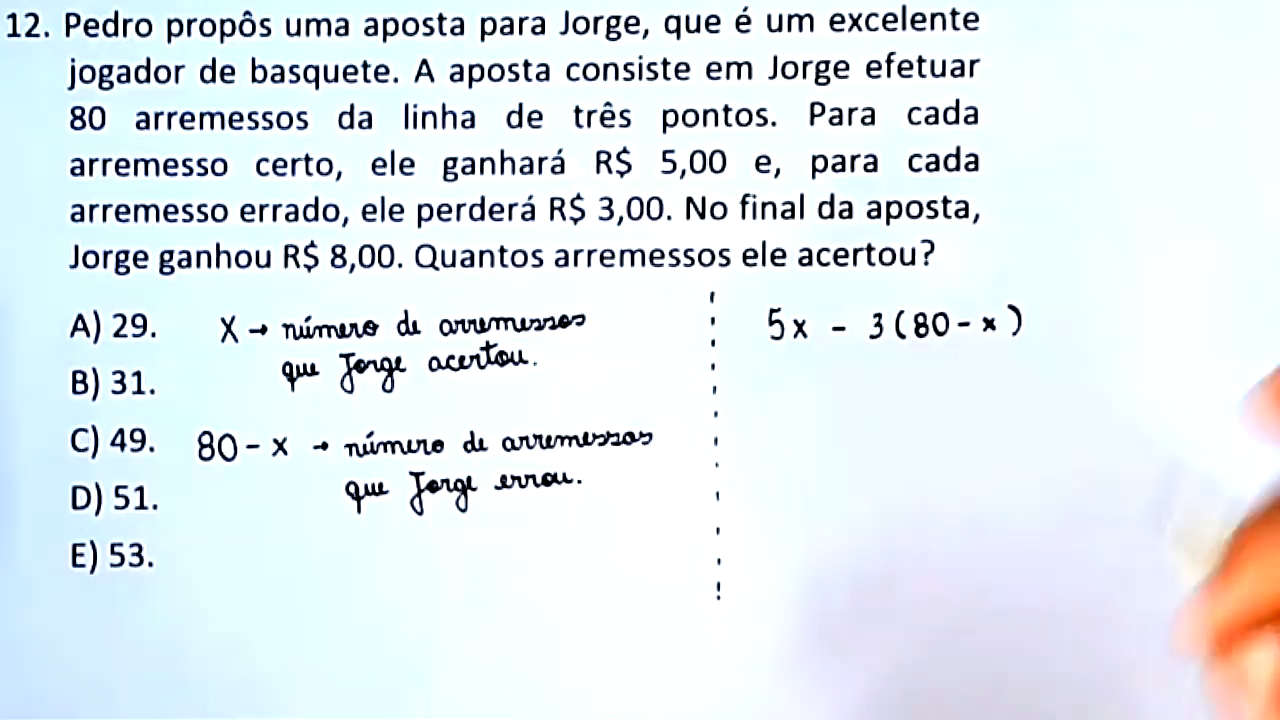 12. Pedro propôs uma aposta para Jorge, que é um excelente
jogador de basquete. A aposta consiste em Jorge efetuar
80 arremessos da linha de três pontos. Para cada
arremesso certo, ele ganhará R$ 5,00 e, para cada
arremesso errado, ele perderá R$ 3,00. No final da aposta,
Jorge ganhou R$ 8,00. Quantos arremessos ele acertou?
A) 29.
B) 31.
C) 49.
D) 51.
E) 53.
X → número de arremessos
que Jorge acertou.
80 - x → número de arremessos
que Jorge errou.
5x - 3(80 - x)